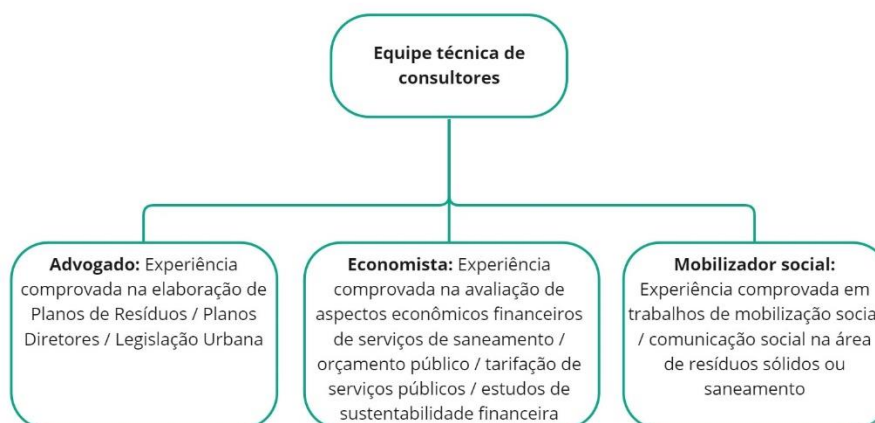 Equipe técnica de
consultores
Advogado: Experiência
comprovada na elaboração de
Planos de Resíduos / Planos
Diretores / Legislação Urbana
Economista: Experiência
comprovada na avaliação de
aspectos econômicos financeiros
de serviços de saneamento /
orçamento público / tarifação de
serviços públicos / estudos de
sustentabilidade financeira
Mobilizador social:
Experiência comprovada em
trabalhos de mobilização social
/ comunicação social na área
de resíduos sólidos ou
saneamento